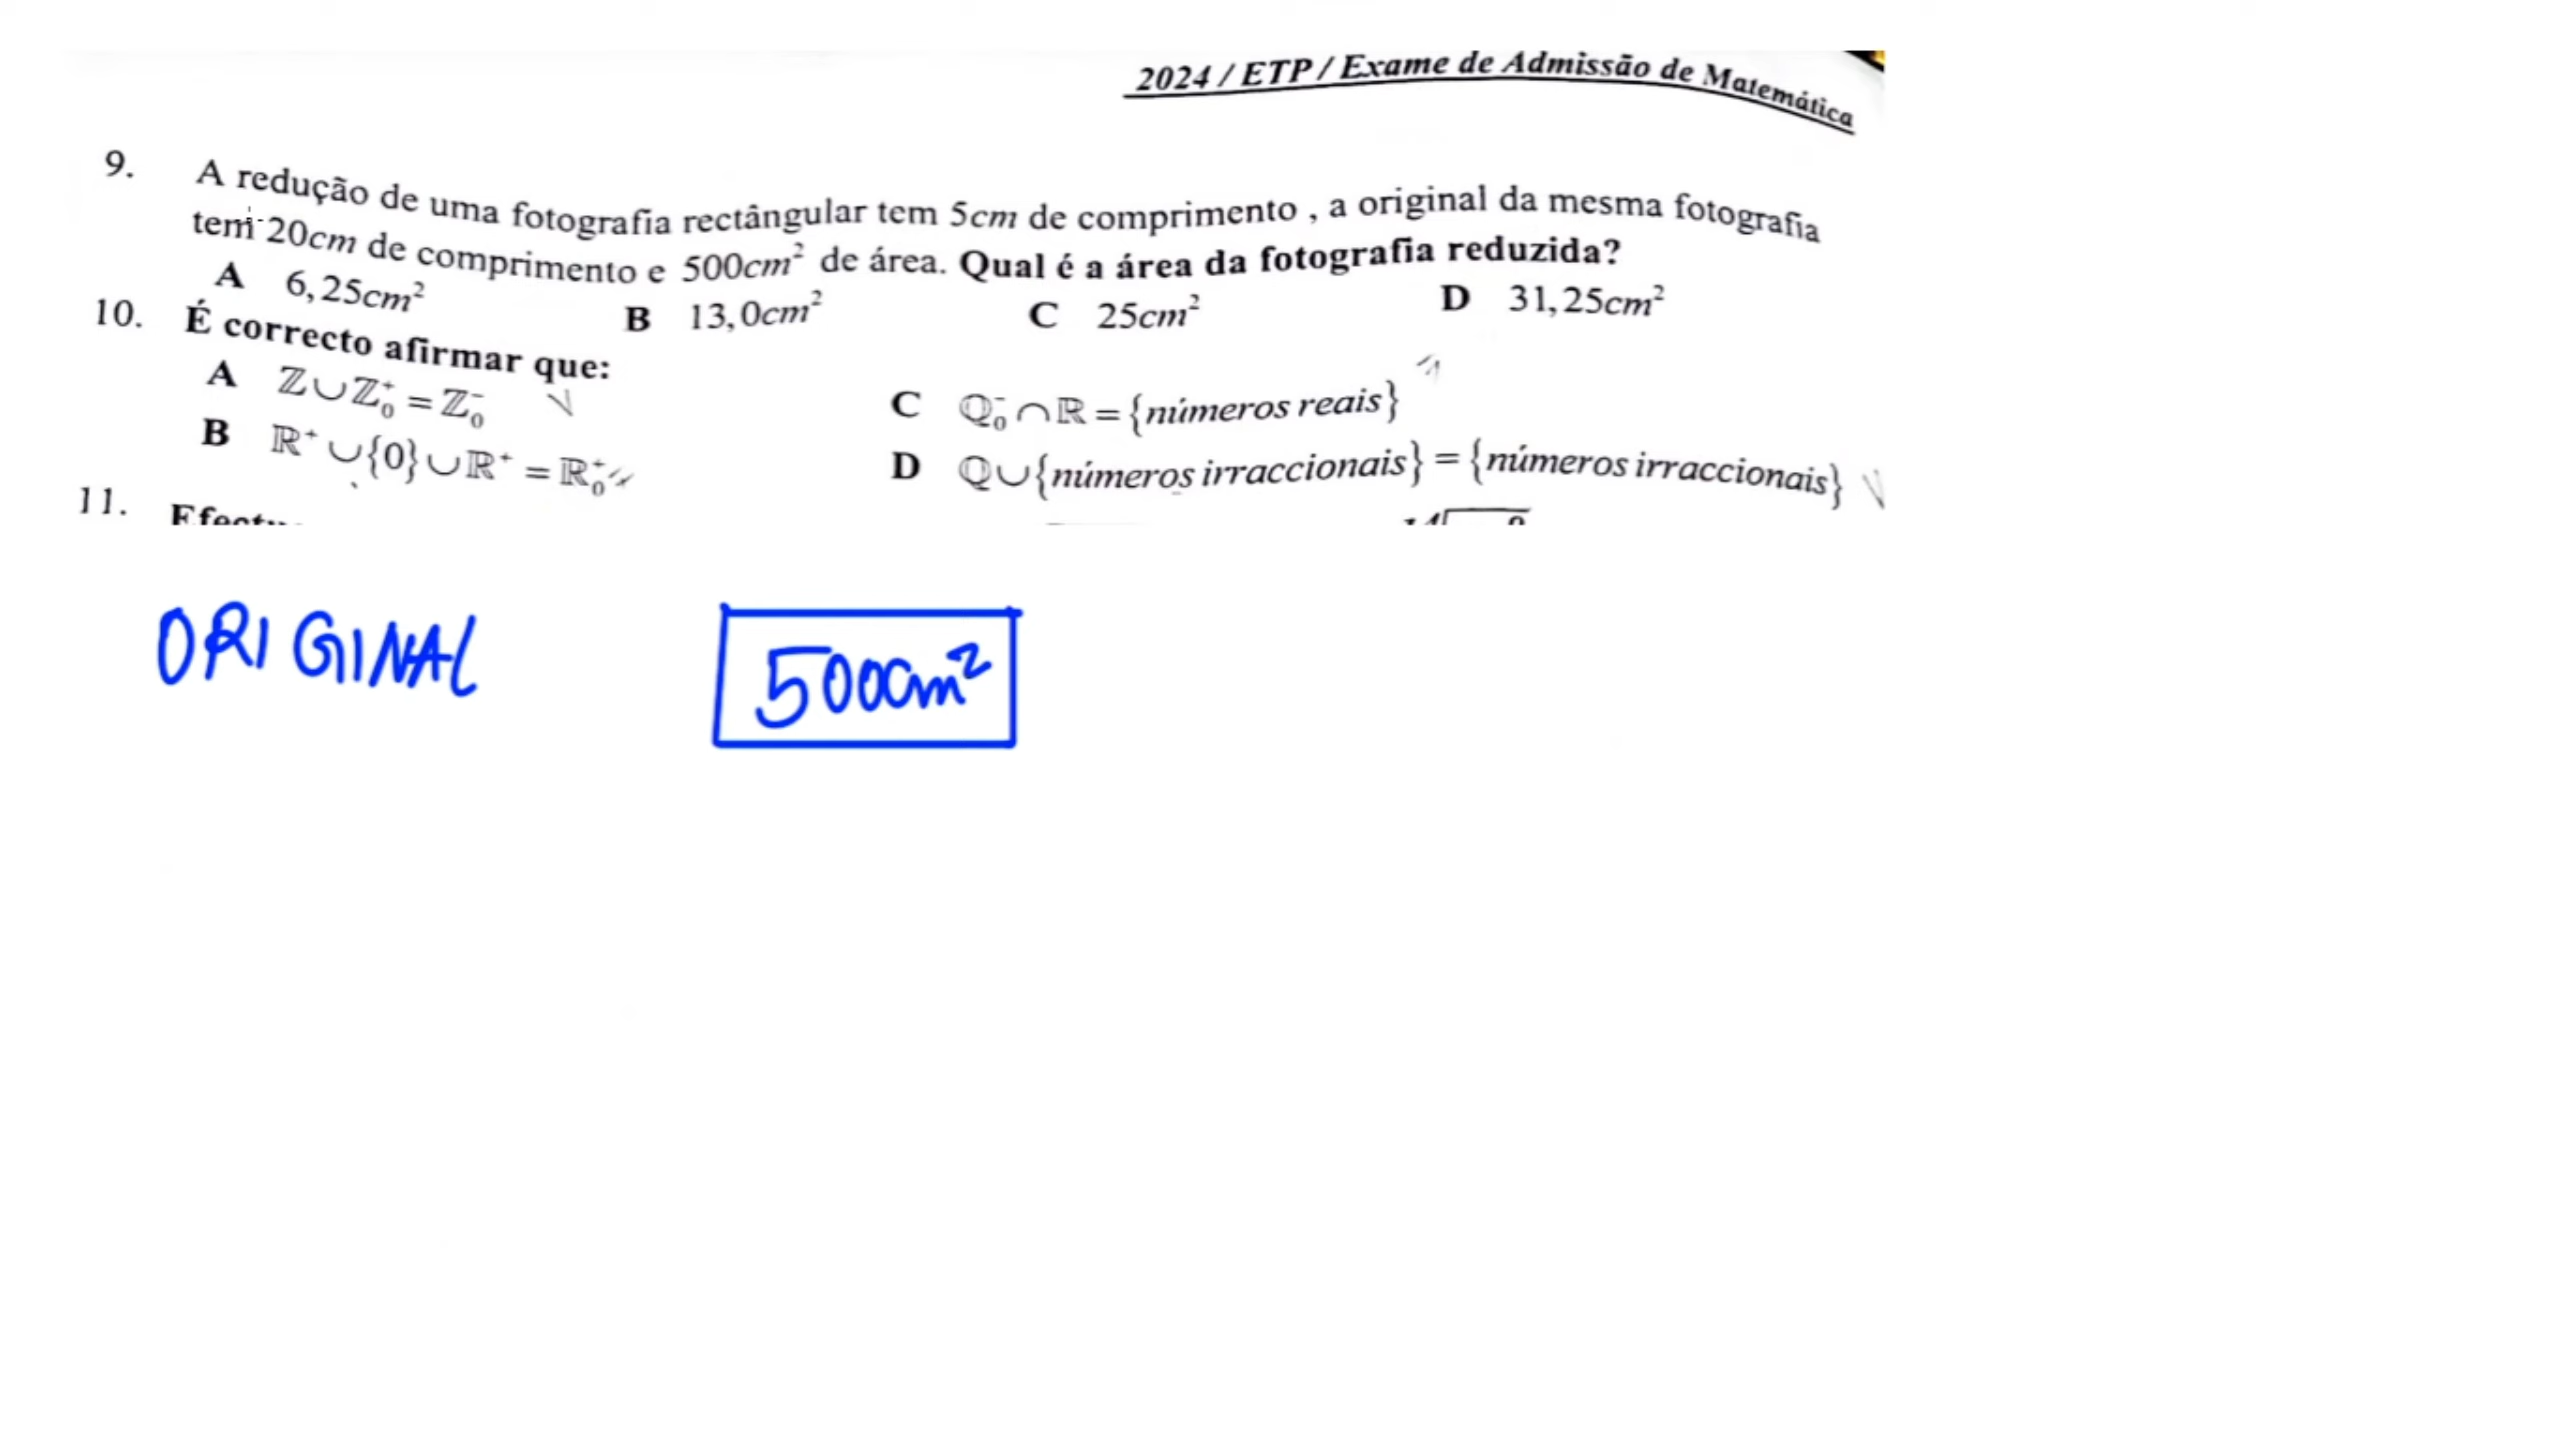 2024 / ETP / Exame de Admissão de Matemática
9. A redução de uma fotografia rectângular tem 5cm de comprimento , a original da mesma fotografia
tem 20cm de comprimento e 500cm² de área. Qual é a área da fotografia reduzida?
A 6,25cm² B 13,0cm² C 25cm² D 31,25cm²
10. É correcto afirmar que:
A ℤ∪ℤ₀⁺ = ℤ₀⁻ C ℚ₀⁻∩ℝ = {números reais}
B ℝ⁺∪{0}∪ℝ⁺ = ℝ₀⁺ D ℚ∪{números irraccionais} = {números irraccionais}
11.
ORIGINAL 500cm²